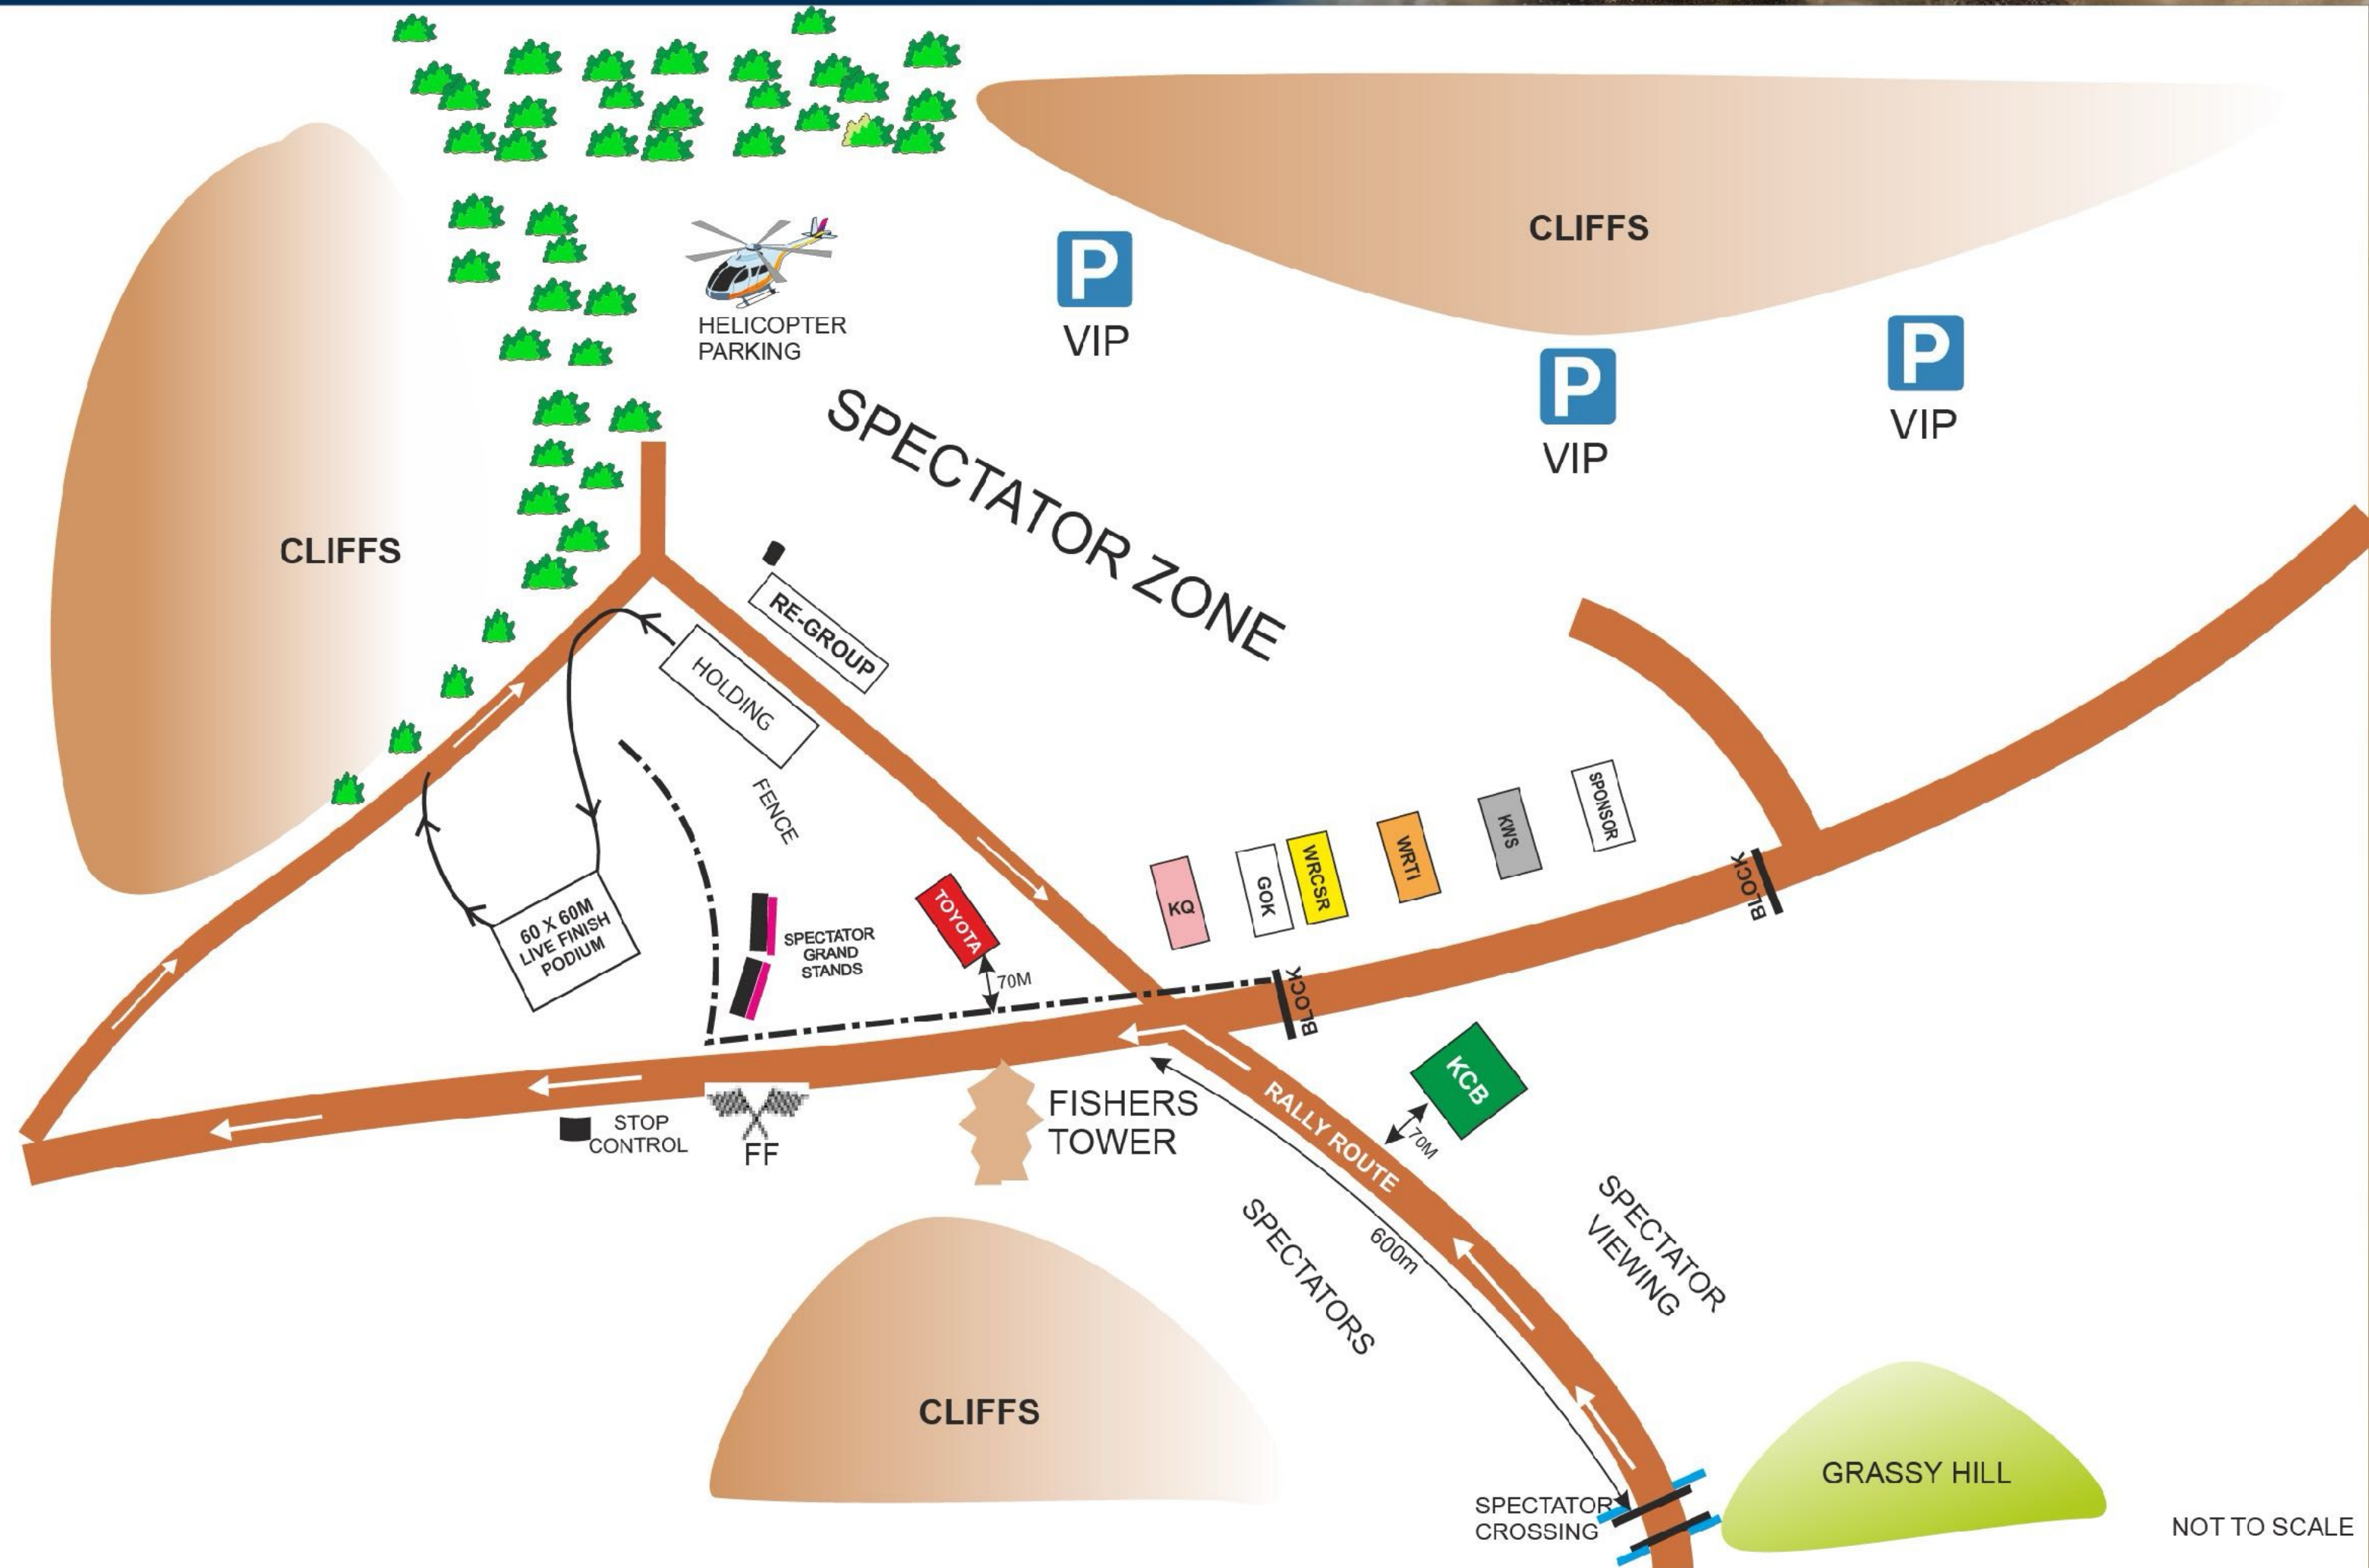 CLIFFS
P
VIP
HELICOPTER
PARKING
P
VIP
P
VIP
SPECTATOR ZONE
CLIFFS
RE-GROUP
HOLDING
FENCE
SPONSOR
KWS
WRTI
WRCSR
GOK
KQ
TOYOTA
BLOCK
60 X 60M
LIVE FINISH
PODIUM
SPECTATOR
GRAND
STANDS
70M
BLOCK
KCB
RALLY ROUTE
70M
STOP
CONTROL
FF
FISHERS
TOWER
SPECTATORS
600m
SPECTATOR
VIEWING
CLIFFS
GRASSY HILL
SPECTATOR
CROSSING
NOT TO SCALE